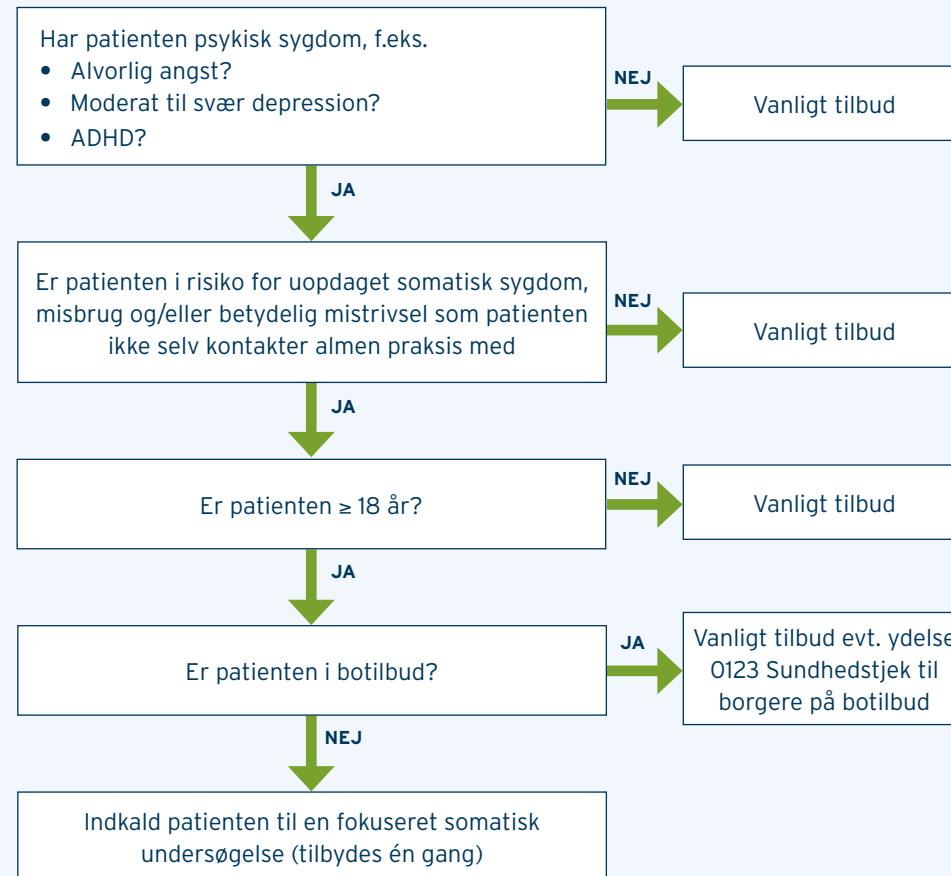 Har patienten psykisk sygdom, f.eks.
• Alvorlig angst?
• Moderat til svær depression?
• ADHD?
NEJ
Vanligt tilbud
JA
Er patienten i risiko for uopdaget somatisk sygdom,
misbrug og/eller betydelig mistrivsel som patienten
ikke selv kontakter almen praksis med
NEJ
Vanligt tilbud
JA
Er patienten ≥ 18 år?
NEJ
Vanligt tilbud
JA
Er patienten i botilbud?
JA
Vanligt tilbud evt. ydelse
0123 Sundhedstjek til
borgere på botilbud
NEJ
Indkald patienten til en fokuseret somatisk
undersøgelse (tilbydes én gang)